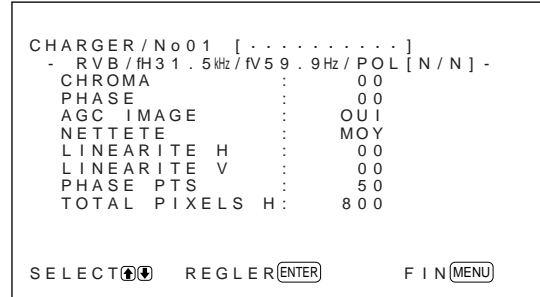 CHARGER/No01 [··········]
- RVB/fH31.5kHz/fV59.9Hz/POL[N/N]-
CHROMA : 00
PHASE : 00
AGC IMAGE : OUI
NETTETE : MOY
LINEARITE H : 00
LINEARITE V : 00
PHASE PTS : 50
TOTAL PIXELS H: 800
SELECT⬆⬇ REGLER ENTER FIN MENU